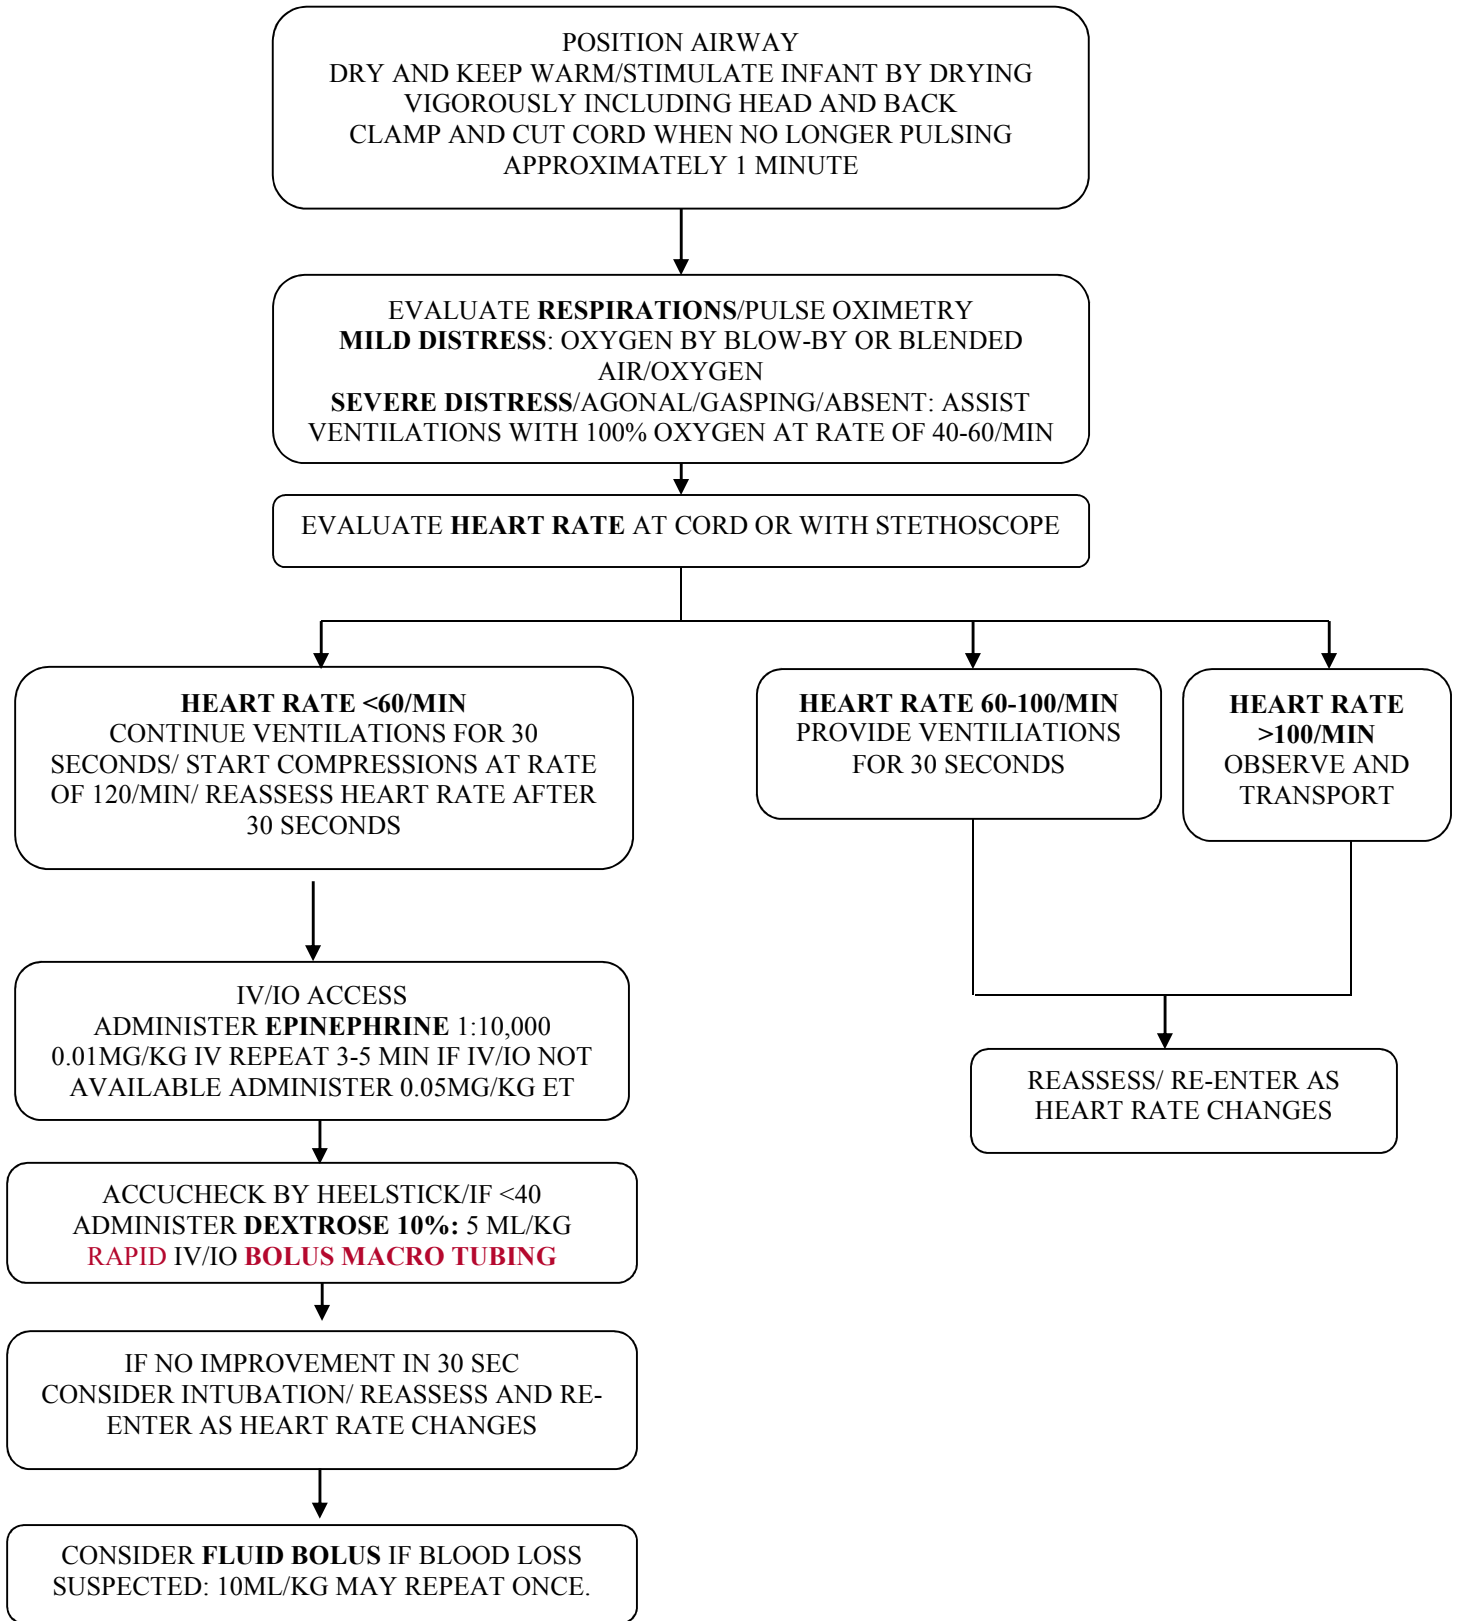 POSITION AIRWAY
DRY AND KEEP WARM/STIMULATE INFANT BY DRYING
VIGOROUSLY INCLUDING HEAD AND BACK
CLAMP AND CUT CORD WHEN NO LONGER PULSING
APPROXIMATELY 1 MINUTE
EVALUATE RESPIRATIONS/PULSE OXIMETRY
MILD DISTRESS: OXYGEN BY BLOW-BY OR BLENDED
AIR/OXYGEN
SEVERE DISTRESS/AGONAL/GASPING/ABSENT: ASSIST
VENTILATIONS WITH 100% OXYGEN AT RATE OF 40-60/MIN
EVALUATE HEART RATE AT CORD OR WITH STETHOSCOPE
HEART RATE <60/MIN
CONTINUE VENTILATIONS FOR 30
SECONDS/ START COMPRESSIONS AT RATE
OF 120/MIN/ REASSESS HEART RATE AFTER
30 SECONDS
HEART RATE 60-100/MIN
PROVIDE VENTILIATIONS
FOR 30 SECONDS
HEART RATE
>100/MIN
OBSERVE AND
TRANSPORT
IV/IO ACCESS
ADMINISTER EPINEPHRINE 1:10,000
0.01MG/KG IV REPEAT 3-5 MIN IF IV/IO NOT
AVAILABLE ADMINISTER 0.05MG/KG ET
REASSESS/ RE-ENTER AS
HEART RATE CHANGES
ACCUCHECK BY HEELSTICK/IF <40
ADMINISTER DEXTROSE 10%: 5 ML/KG
RAPID IV/IO BOLUS MACRO TUBING
IF NO IMPROVEMENT IN 30 SEC
CONSIDER INTUBATION/ REASSESS AND RE-
ENTER AS HEART RATE CHANGES
CONSIDER FLUID BOLUS IF BLOOD LOSS
SUSPECTED: 10ML/KG MAY REPEAT ONCE.